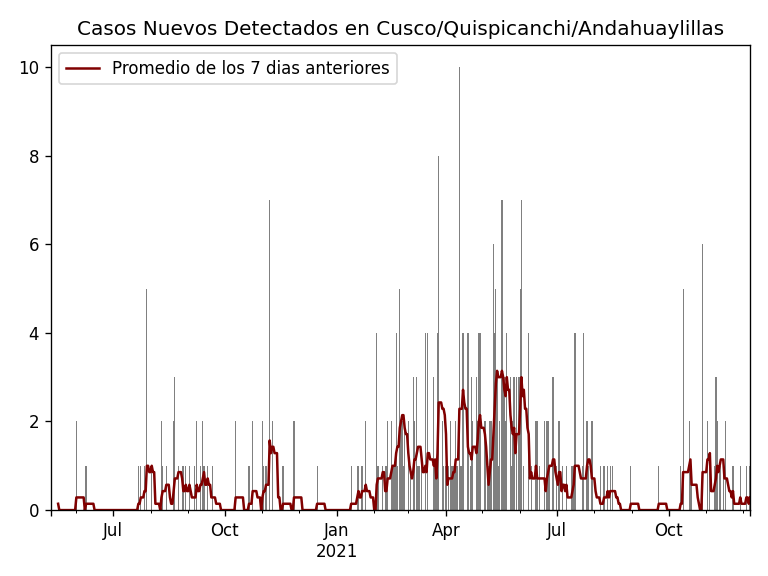 Casos Nuevos Detectados en Cusco/Quispicanchi/Andahuaylillas
Promedio de los 7 dias anteriores
10
8
6
4
2
0
Jul Oct Jan Apr Jul Oct
2021